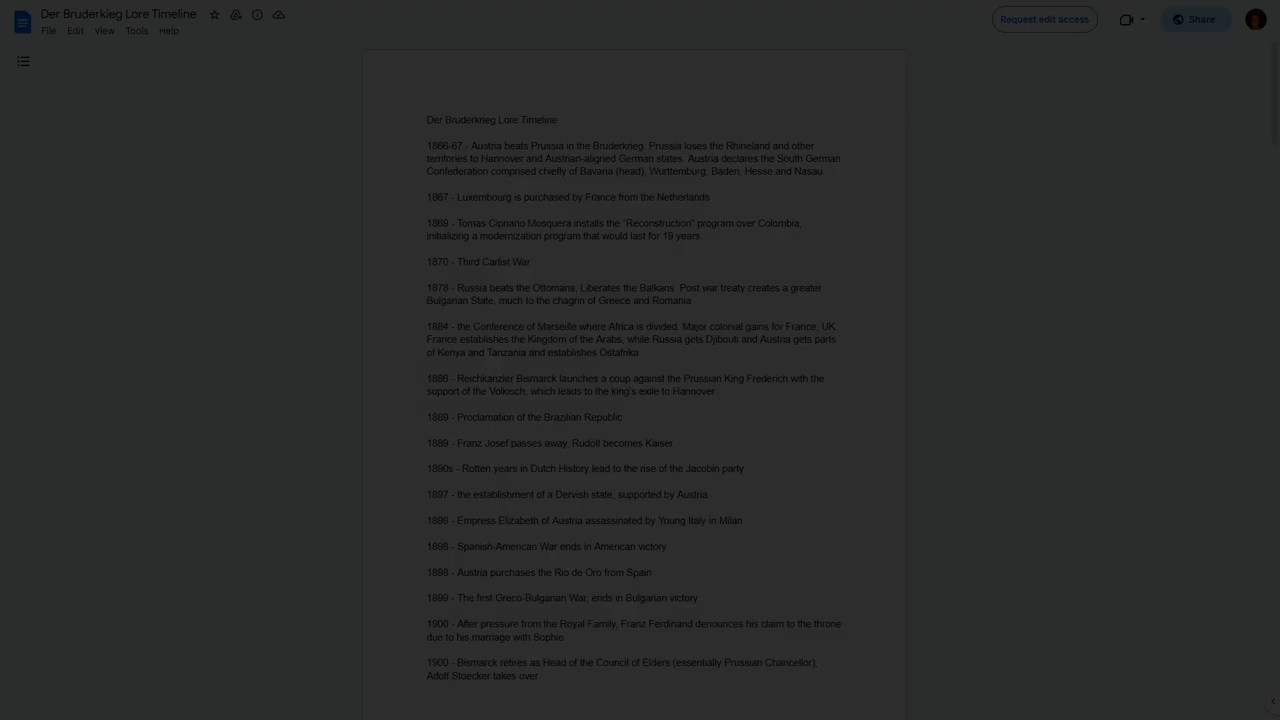 Der Bruderkieg Lore Timeline
File Edit View Tools Help
Request edit access
Share
Der Bruderkrieg Lore Timeline
1866-67 - Austria beats Prussia in the Bruderkrieg. Prussia loses the Rhineland and other
territories to Hannover and Austrian-aligned German states. Austria declares the South German
Confederation comprised chiefly of Bavaria (head), Wurttemburg, Baden, Hesse and Nasau.
1867 - Luxembourg is purchased by France from the Netherlands
1869 - Tomas Cipriano Mosquera installs the "Reconstruction" program over Colombia,
initializing a modernization program that would last for 19 years.
1870 - Third Carlist War
1878 - Russia beats the Ottomans, Liberates the Balkans. Post war treaty creates a greater
Bulgarian State, much to the chagrin of Greece and Romania
1884 - the Conference of Marseille where Africa is divided. Major colonial gains for France, UK.
France establishes the Kingdom of the Arabs, while Russia gets Djibouti and Austria gets parts
of Kenya and Tanzania and establishes Ostafrika
1886 - Reichkanzler Bismarck launches a coup against the Prussian King Frederich with the
support of the Volkisch, which leads to the king's exile to Hannover.
1889 - Proclamation of the Brazilian Republic
1889 - Franz Josef passes away. Rudolf becomes Kaiser
1890s - Rotten years in Dutch History lead to the rise of the Jacobin party
1897 - the establishment of a Dervish state, supported by Austria
1898 - Empress Elizabeth of Austria assassinated by Young Italy in Milan
1898 - Spanish-American War ends in American victory
1898 - Austria purchases the Rio de Oro from Spain
1899 - The first Greco-Bulgarian War, ends in Bulgarian victory
1900 - After pressure from the Royal Family, Franz Ferdinand denounces his claim to the throne
due to his marriage with Sophie
1900 - Bismarck retires as Head of the Council of Elders (essentially Prussian Chancellor),
Adolf Stoecker takes over